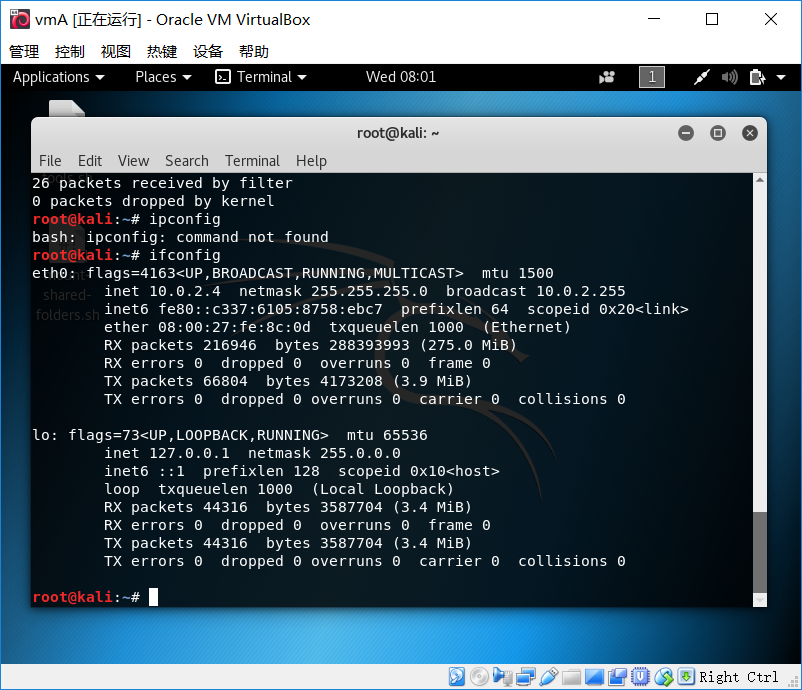 vmA [正在运行] - Oracle VM VirtualBox
管理 控制 视图 热键 设备 帮助
Applications Places Terminal Wed 08:01 1
root@kali: ~
File Edit View Search Terminal Help
26 packets received by filter
0 packets dropped by kernel
root@kali:~# ipconfig
bash: ipconfig: command not found
root@kali:~# ifconfig
eth0: flags=4163<UP,BROADCAST,RUNNING,MULTICAST>  mtu 1500
        inet 10.0.2.4  netmask 255.255.255.0  broadcast 10.0.2.255
        inet6 fe80::c337:6105:8758:ebc7  prefixlen 64  scopeid 0x20<link>
        ether 08:00:27:fe:8c:0d  txqueuelen 1000  (Ethernet)
        RX packets 216946  bytes 288393993 (275.0 MiB)
        RX errors 0  dropped 0  overruns 0  frame 0
        TX packets 66804  bytes 4173208 (3.9 MiB)
        TX errors 0  dropped 0 overruns 0  carrier 0  collisions 0
lo: flags=73<UP,LOOPBACK,RUNNING>  mtu 65536
        inet 127.0.0.1  netmask 255.0.0.0
        inet6 ::1  prefixlen 128  scopeid 0x10<host>
        loop  txqueuelen 1000  (Local Loopback)
        RX packets 44316  bytes 3587704 (3.4 MiB)
        RX errors 0  dropped 0  overruns 0  frame 0
        TX packets 44316  bytes 3587704 (3.4 MiB)
        TX errors 0  dropped 0 overruns 0  carrier 0  collisions 0
root@kali:~#
shared-
folders.sh
Right Ctrl